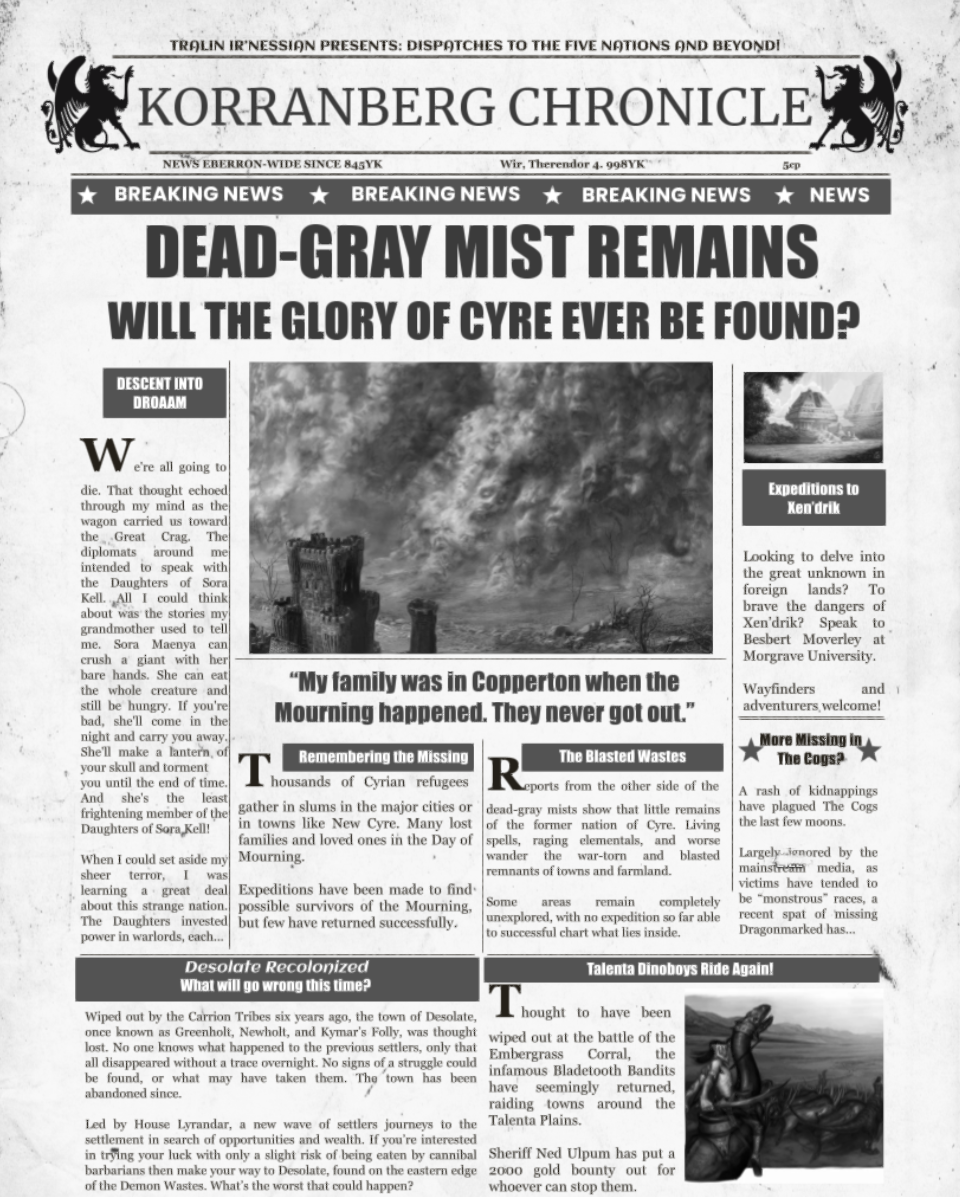 TRALIN IR'NESSIAN PRESENTS: DISPATCHES TO THE FIVE NATIONS AND BEYOND!
KORRANBERG CHRONICLE
NEWS EBERRON-WIDE SINCE 845YK Wir, Therendor 4. 998YK 5cp
★ BREAKING NEWS ★ BREAKING NEWS ★ BREAKING NEWS ★ NEWS
DEAD-GRAY MIST REMAINS
WILL THE GLORY OF CYRE EVER BE FOUND?
DESCENT INTO
DROAAM
We're all going to
die. That thought echoed
through my mind as the
wagon carried us toward
the Great Crag. The
diplomats around me
intended to speak with
the Daughters of Sora
Kell. All I could think
about was the stories my
grandmother used to tell
me. Sora Maenya can
crush a giant with her
bare hands. She can eat
the whole creature and
still be hungry. If you're
bad, she'll come in the
night and carry you away.
She'll make a lantern of
your skull and torment
you until the end of time.
And she's the least
frightening member of the
Daughters of Sora Kell!
When I could set aside my
sheer terror, I was
learning a great deal
about this strange nation.
The Daughters invested
power in warlords, each...
"My family was in Copperton when the
Mourning happened. They never got out."
Remembering the Missing
Thousands of Cyrian refugees
gather in slums in the major cities or
in towns like New Cyre. Many lost
families and loved ones in the Day of
Mourning.
Expeditions have been made to find
possible survivors of the Mourning,
but few have returned successfully.
The Blasted Wastes
Reports from the other side of the
dead-gray mists show that little remains
of the former nation of Cyre. Living
spells, raging elementals, and worse
wander the war-torn and blasted
remnants of towns and farmland.
Some areas remain completely
unexplored, with no expedition so far able
to successful chart what lies inside.
Expeditions to
Xen'drik
Looking to delve into
the great unknown in
foreign lands? To
brave the dangers of
Xen'drik? Speak to
Besbert Moverley at
Morgrave University.
Wayfinders and
adventurers welcome!
More Missing in
The Cogs?
A rash of kidnappings
have plagued The Cogs
the last few moons.
Largely ignored by the
mainstream media, as
victims have tended to
be "monstrous" races, a
recent spat of missing
Dragonmarked has...
Desolate Recolonized
What will go wrong this time?
Wiped out by the Carrion Tribes six years ago, the town of Desolate,
once known as Greenholt, Newholt, and Kymar's Folly, was thought
lost. No one knows what happened to the previous settlers, only that
all disappeared without a trace overnight. No signs of a struggle could
be found, or what may have taken them. The town has been
abandoned since.
Led by House Lyrandar, a new wave of settlers journeys to the
settlement in search of opportunities and wealth. If you're interested
in trying your luck with only a slight risk of being eaten by cannibal
barbarians then make your way to Desolate, found on the eastern edge
of the Demon Wastes. What's the worst that could happen?
Talenta Dinoboys Ride Again!
Thought to have been
wiped out at the battle of the
Embergrass Corral, the
infamous Bladetooth Bandits
have seemingly returned,
raiding towns around the
Talenta Plains.
Sheriff Ned Ulpum has put a
2000 gold bounty out for
whoever can stop them.